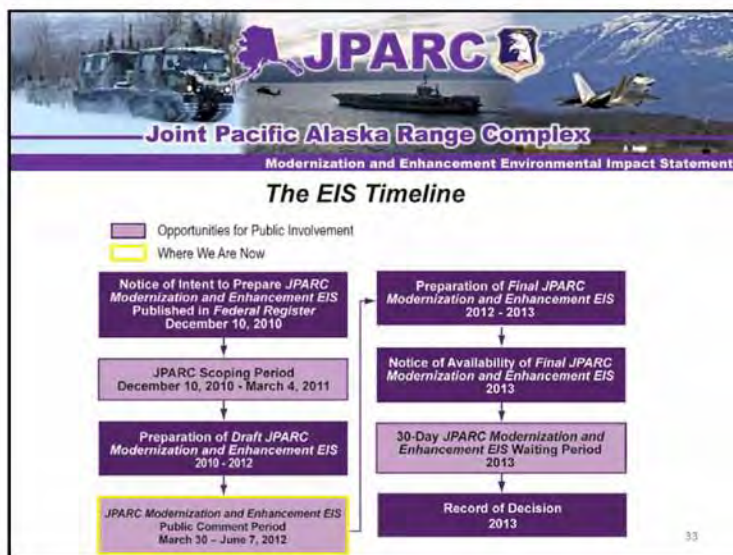 JPARC
Joint Pacific Alaska Range Complex
Modernization and Enhancement Environmental Impact Statement
The EIS Timeline
Opportunities for Public Involvement
Where We Are Now
Notice of Intent to Prepare JPARC
Modernization and Enhancement EIS
Published in Federal Register
December 10, 2010
JPARC Scoping Period
December 10, 2010 - March 4, 2011
Preparation of Draft JPARC
Modernization and Enhancement EIS
2010 - 2012
JPARC Modernization and Enhancement EIS
Public Comment Period
March 30 – June 7, 2012
Preparation of Final JPARC
Modernization and Enhancement EIS
2012 - 2013
Notice of Availability of Final JPARC
Modernization and Enhancement EIS
2013
30-Day JPARC Modernization and
Enhancement EIS Waiting Period
2013
Record of Decision
2013
33